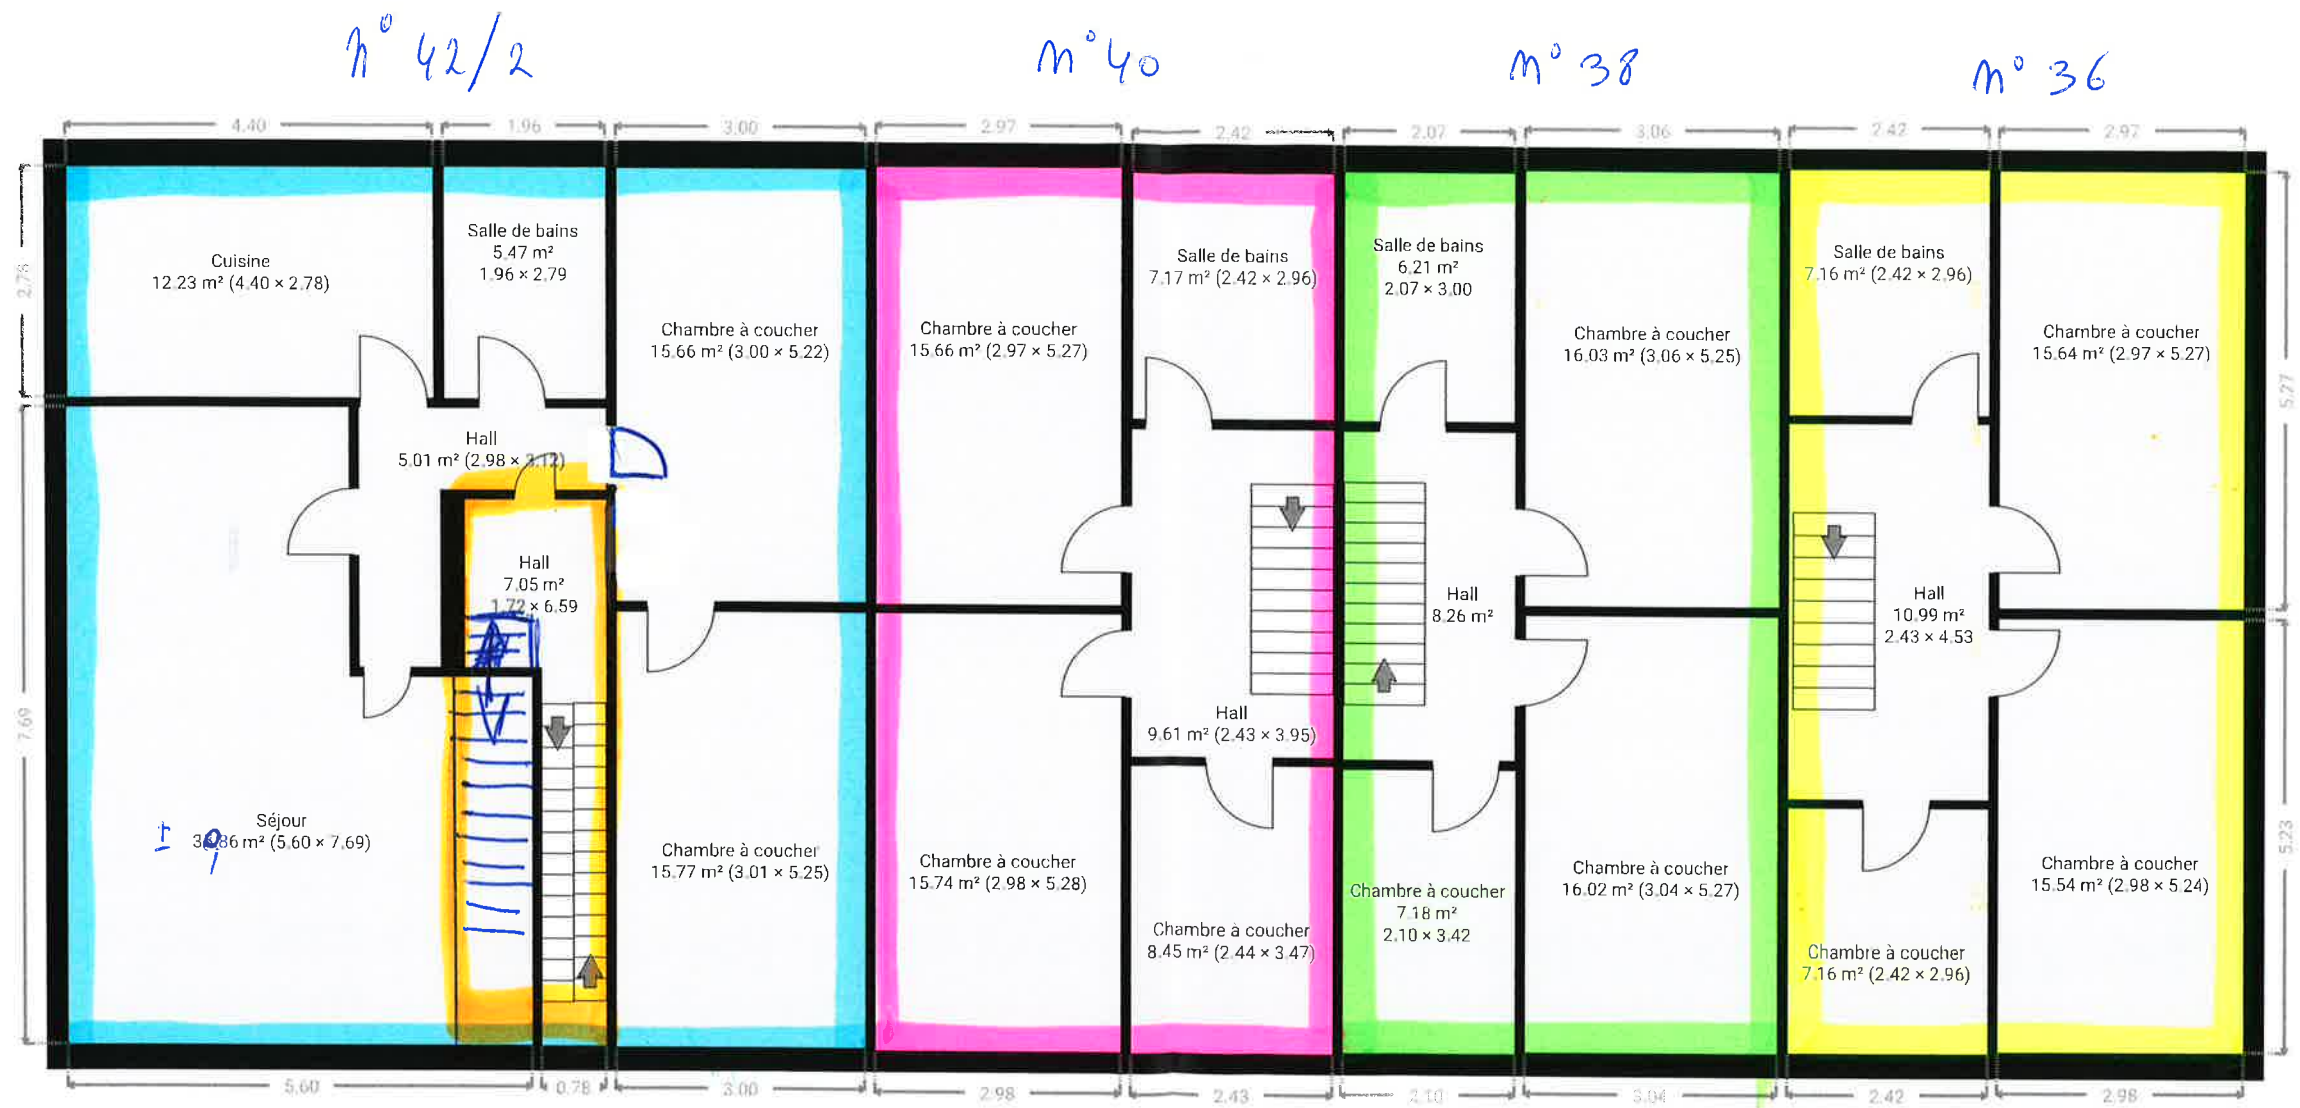 n° 42/2
n° 40
n° 38
n° 36
4.40
1.96
3.00
2.97
2.42
2.07
3.06
2.42
2.97
Cuisine
12.23 m² (4.40 × 2.78)
Salle de bains
5.47 m²
1.96 × 2.79
Chambre à coucher
15.66 m² (3.00 × 5.22)
Chambre à coucher
15.66 m² (2.97 × 5.27)
Salle de bains
7.17 m² (2.42 × 2.96)
Salle de bains
6.21 m²
2.07 × 3.00
Chambre à coucher
16.03 m² (3.06 × 5.25)
Salle de bains
7.16 m² (2.42 × 2.96)
Chambre à coucher
15.64 m² (2.97 × 5.27)
2.78
5.27
Hall
5.01 m² (2.98 × 3.12)
Hall
7.05 m²
1.72 × 6.59
Hall
9.61 m² (2.43 × 3.95)
Hall
8.26 m²
Hall
10.99 m²
2.43 × 4.53
7.69
5.23
Séjour
m² (5.60 × 7.69)
Chambre à coucher
15.77 m² (3.01 × 5.25)
Chambre à coucher
15.74 m² (2.98 × 5.28)
Chambre à coucher
8.45 m² (2.44 × 3.47)
Chambre à coucher
7.18 m²
2.10 × 3.42
Chambre à coucher
16.02 m² (3.04 × 5.27)
Chambre à coucher
7.16 m² (2.42 × 2.96)
Chambre à coucher
15.54 m² (2.98 × 5.24)
5.60
0.78
3.00
2.98
2.43
2.10
3.04
2.42
2.98